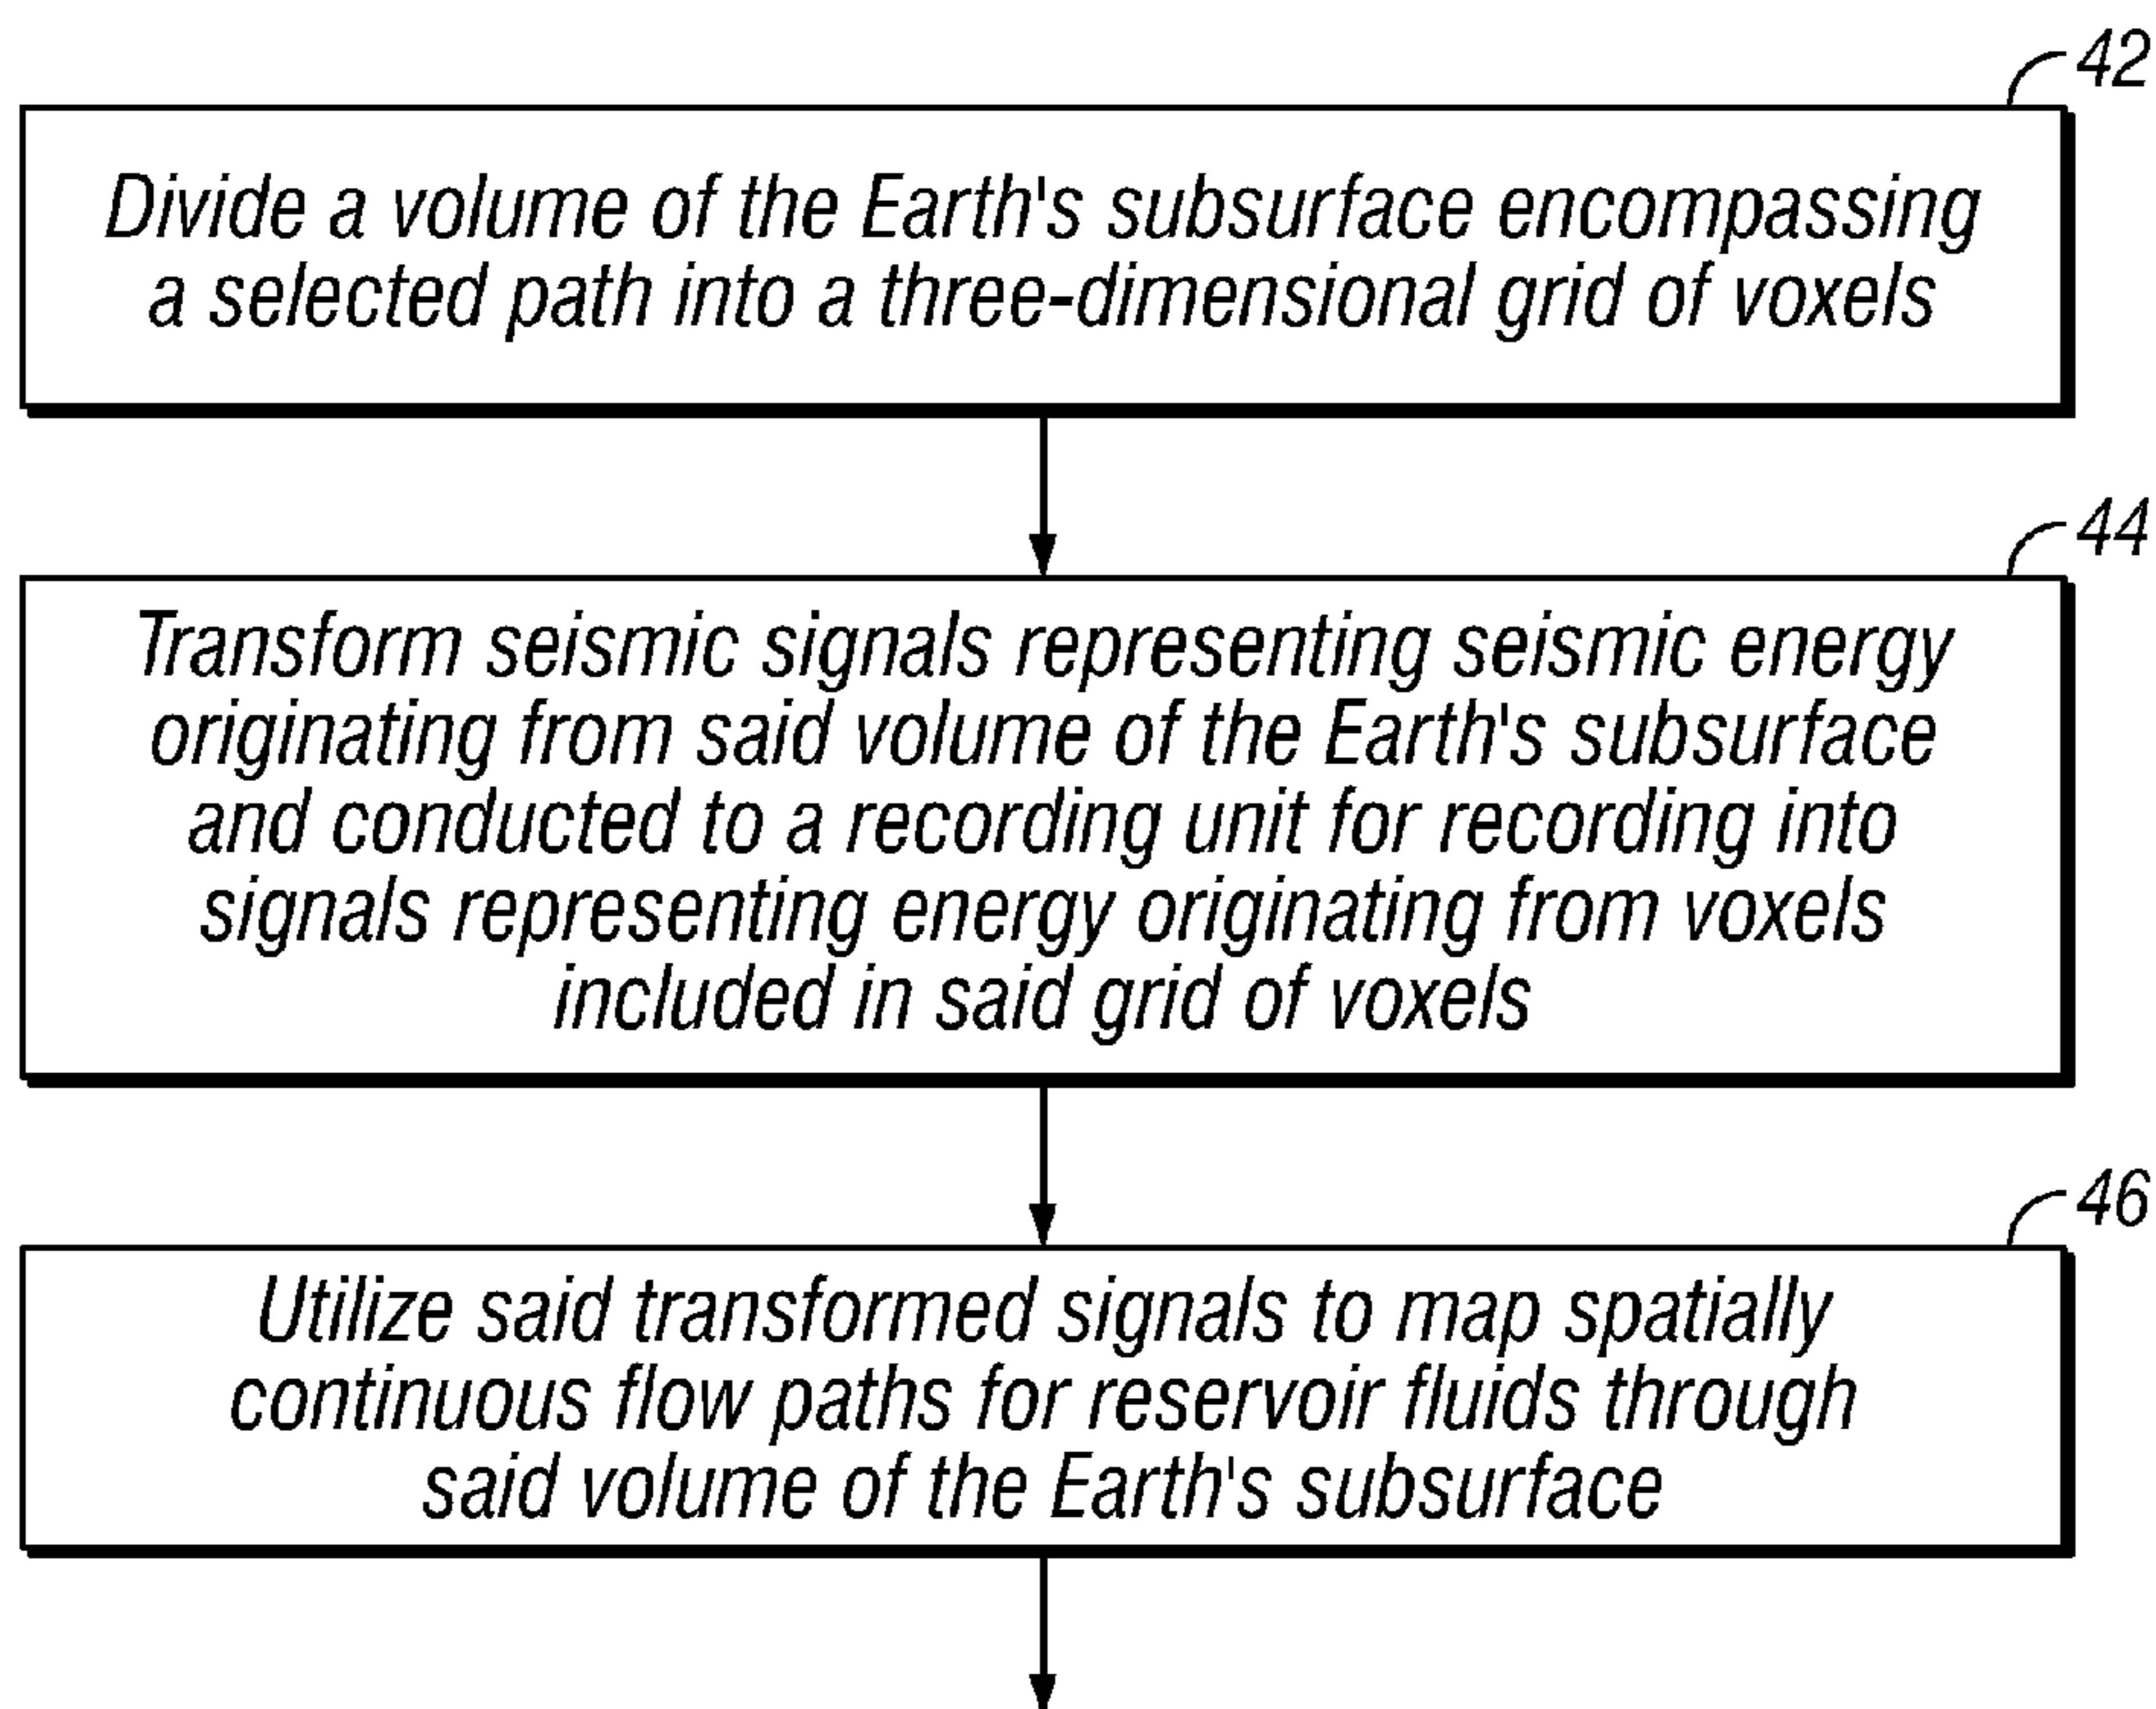 42
Divide a volume of the Earth's subsurface encompassing
a selected path into a three-dimensional grid of voxels
44
Transform seismic signals representing seismic energy
originating from said volume of the Earth's subsurface
and conducted to a recording unit for recording into
signals representing energy originating from voxels
included in said grid of voxels
46
Utilize said transformed signals to map spatially
continuous flow paths for reservoir fluids through
said volume of the Earth's subsurface